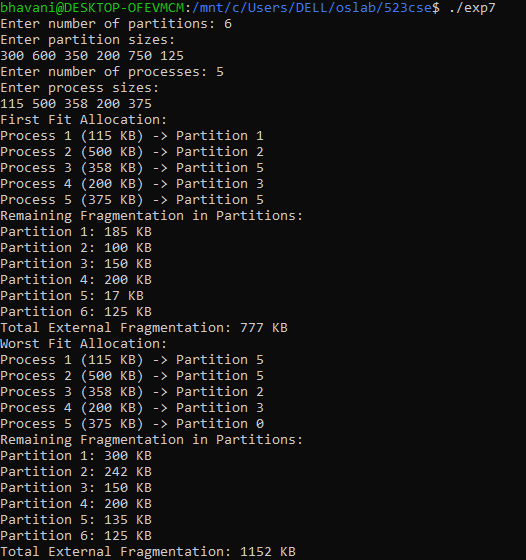 bhavani@DESKTOP-OFEVMCM:/mnt/c/Users/DELL/oslab/523cse$ ./exp7
Enter number of partitions: 6
Enter partition sizes:
300 600 350 200 750 125
Enter number of processes: 5
Enter process sizes:
115 500 358 200 375
First Fit Allocation:
Process 1 (115 KB) -> Partition 1
Process 2 (500 KB) -> Partition 2
Process 3 (358 KB) -> Partition 5
Process 4 (200 KB) -> Partition 3
Process 5 (375 KB) -> Partition 5
Remaining Fragmentation in Partitions:
Partition 1: 185 KB
Partition 2: 100 KB
Partition 3: 150 KB
Partition 4: 200 KB
Partition 5: 17 KB
Partition 6: 125 KB
Total External Fragmentation: 777 KB
Worst Fit Allocation:
Process 1 (115 KB) -> Partition 5
Process 2 (500 KB) -> Partition 5
Process 3 (358 KB) -> Partition 2
Process 4 (200 KB) -> Partition 3
Process 5 (375 KB) -> Partition 0
Remaining Fragmentation in Partitions:
Partition 1: 300 KB
Partition 2: 242 KB
Partition 3: 150 KB
Partition 4: 200 KB
Partition 5: 135 KB
Partition 6: 125 KB
Total External Fragmentation: 1152 KB